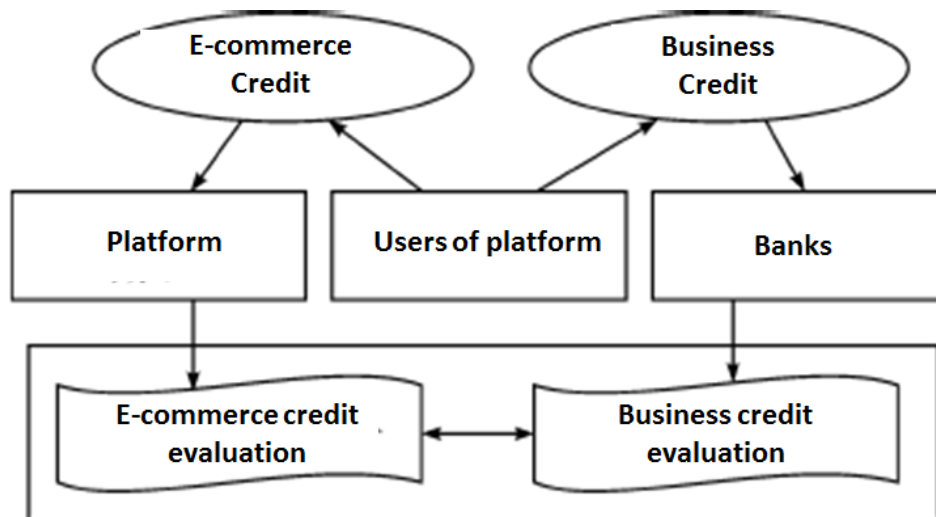 E-commerce
Credit
Business
Credit
Platform
Users of platform
Banks
E-commerce credit
evaluation
Business credit
evaluation